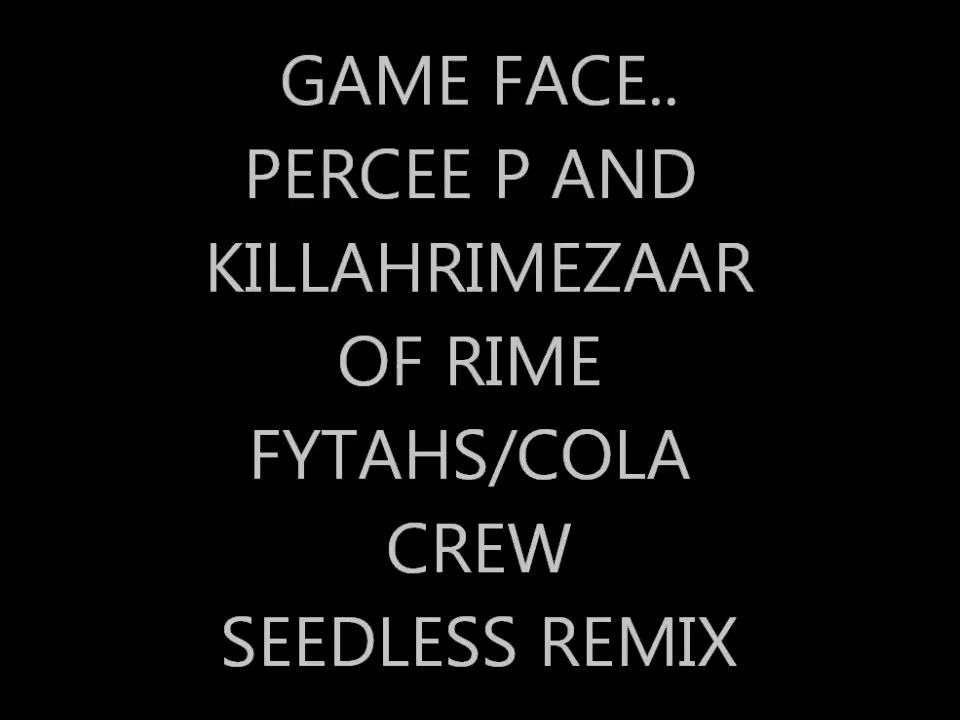 GAME FACE..
PERCEE P AND
KILLAHRIMEZAAR
OF RIME
FYTAHS/COLA
CREW
SEEDLESS REMIX